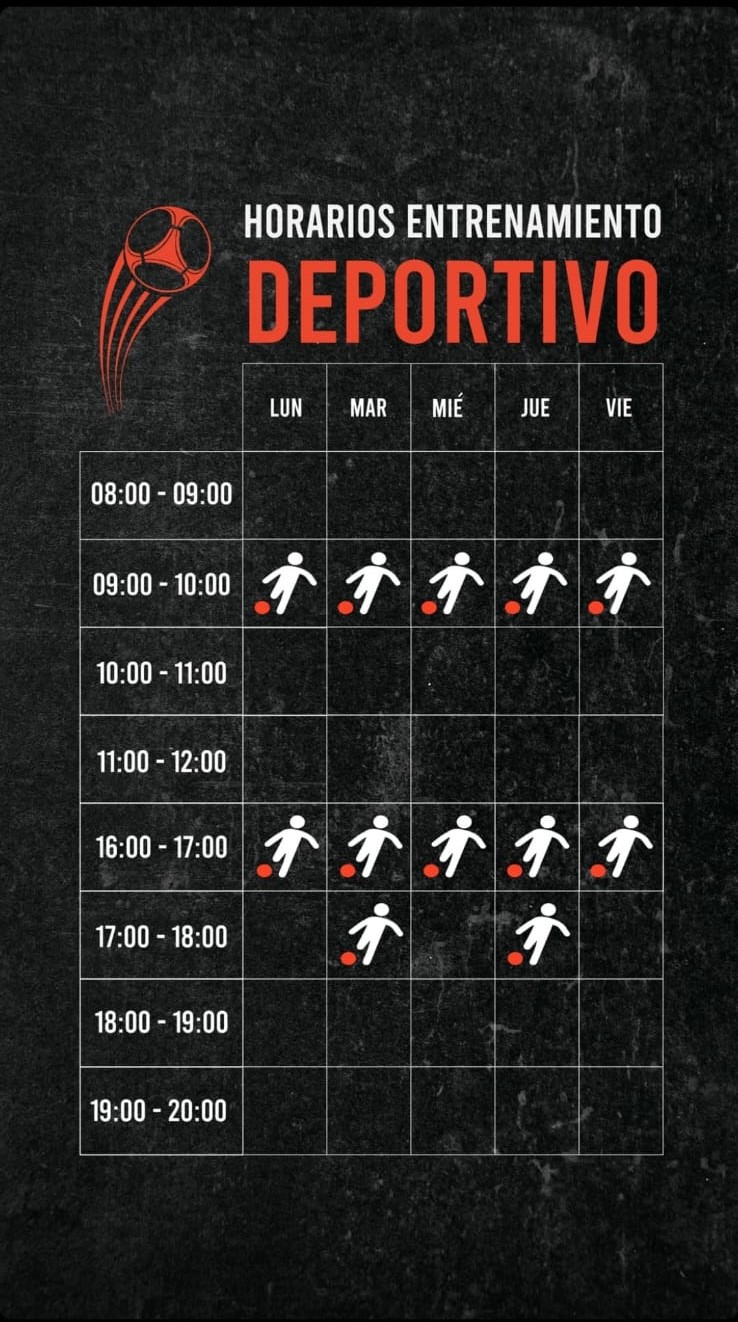 HORARIOS ENTRENAMIENTO
DEPORTIVO
LUN MAR MIÉ JUE VIE
08:00 - 09:00
09:00 - 10:00
10:00 - 11:00
11:00 - 12:00
16:00 - 17:00
17:00 - 18:00
18:00 - 19:00
19:00 - 20:00